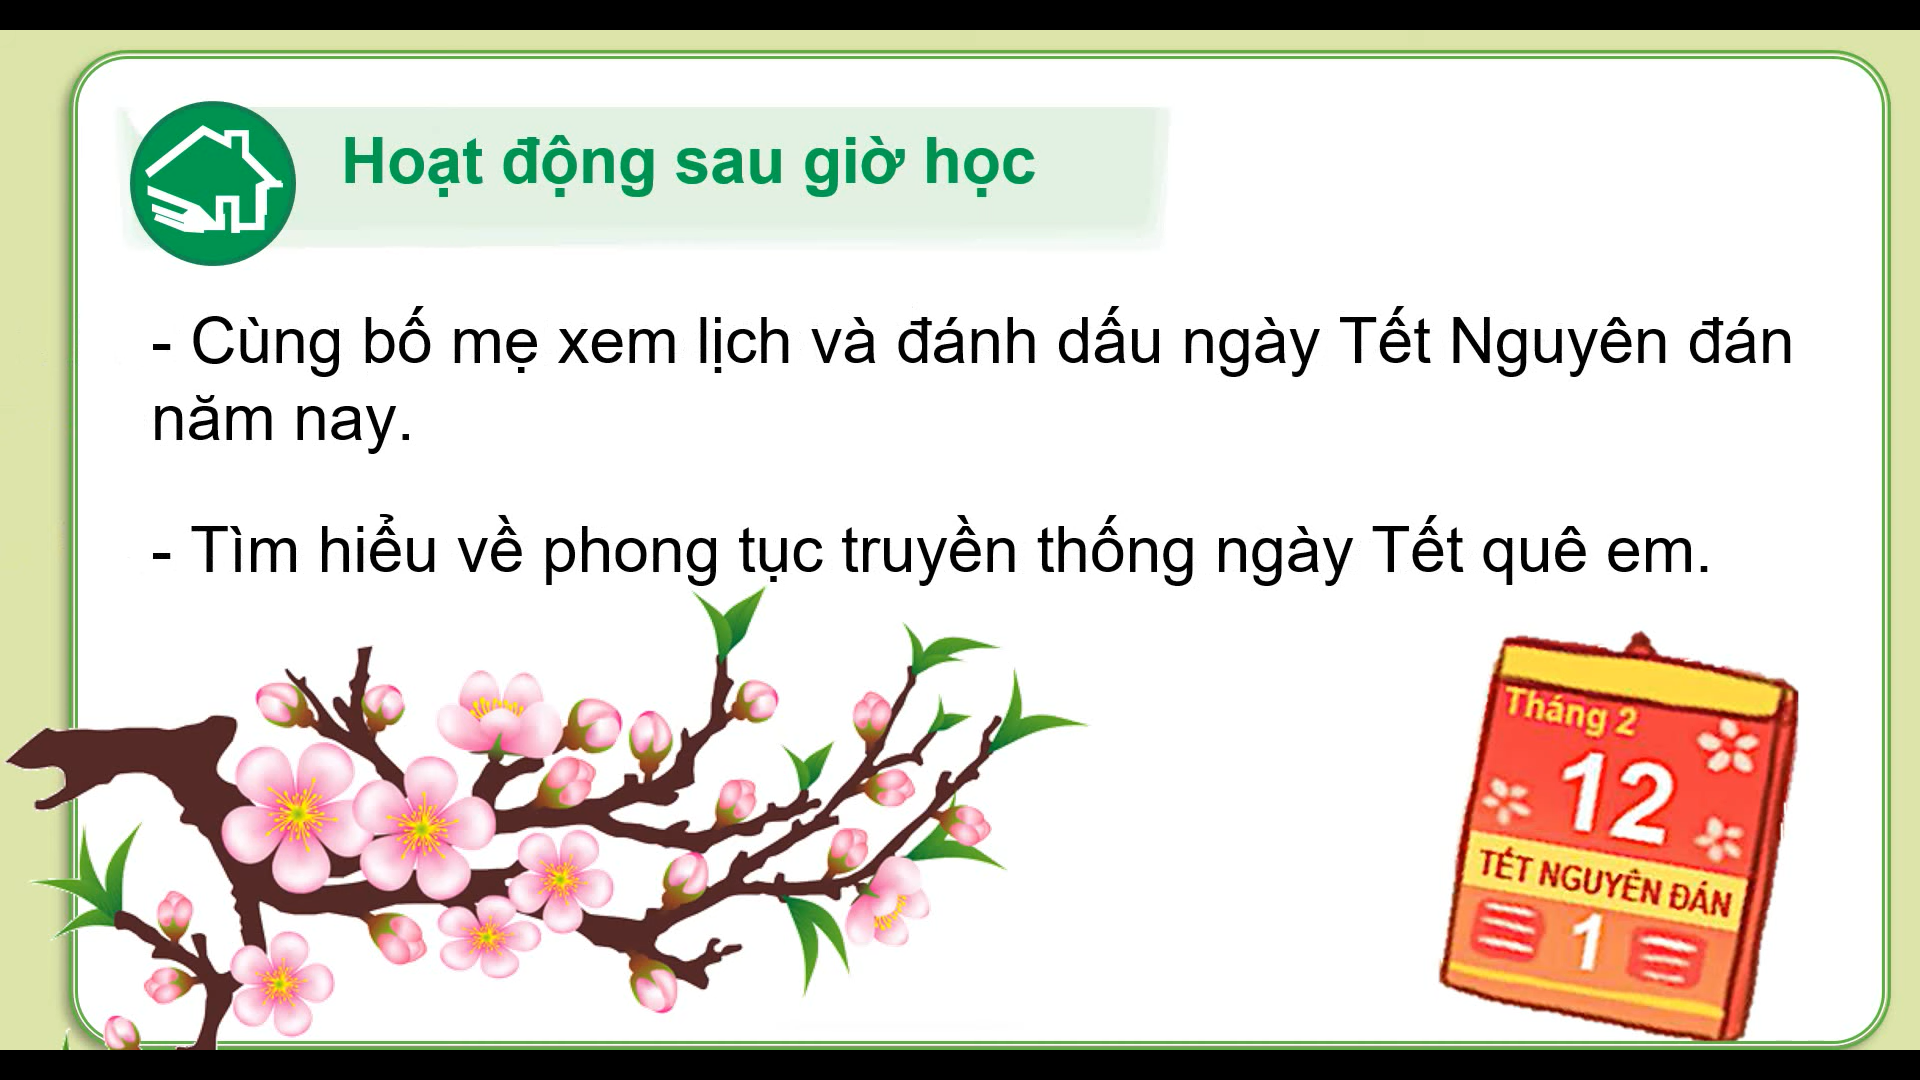 Hoạt động sau giờ học
- Cùng bố mẹ xem lịch và đánh dấu ngày Tết Nguyên đán
năm nay.
- Tìm hiểu về phong tục truyền thống ngày Tết quê em.
Tháng 2
12
TẾT NGUYÊN ĐÁN
1